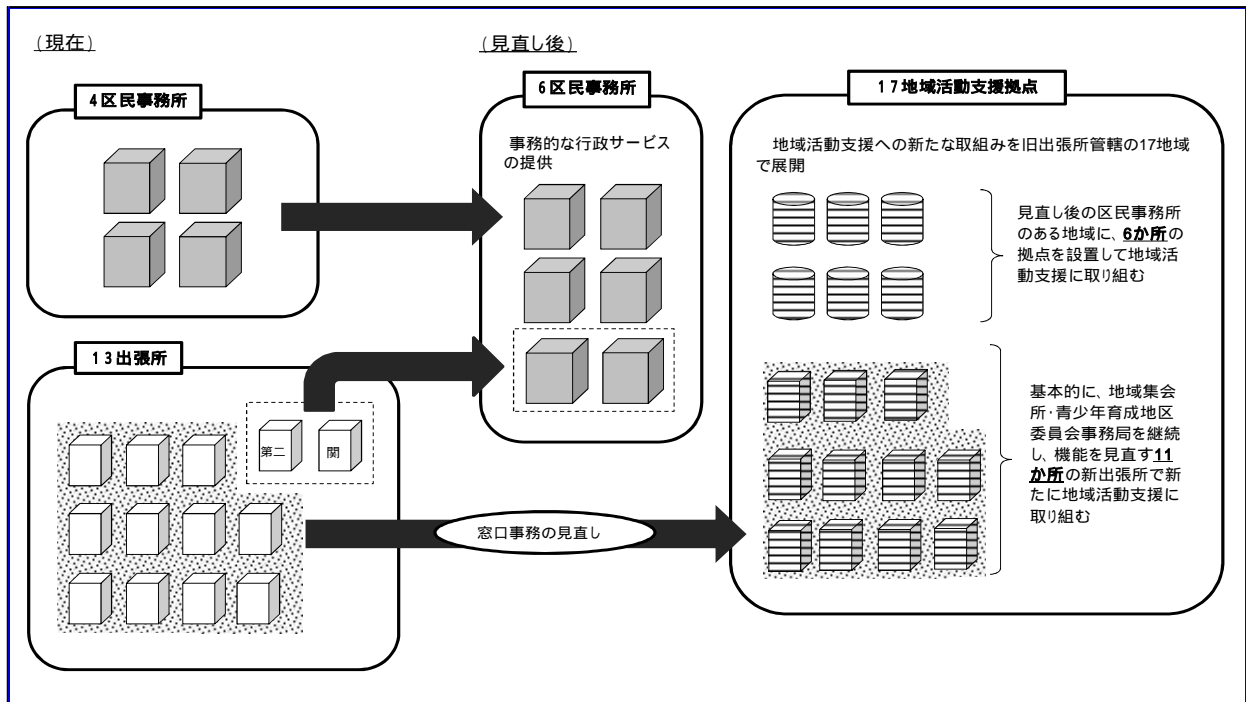 (現在)
(見直し後)
4区民事務所
6区民事務所
事務的な行政サービス
の提供
17地域活動支援拠点
地域活動支援への新たな取組みを旧出張所管轄の17地域
で展開
見直し後の区民事務所
のある地域に、6か所の
拠点を設置して地域活
動支援に取り組む
13出張所
第二
関
窓口事務の見直し
基本的に、地域集会
所・青少年育成地区
委員会事務局を継続
し、機能を見直す11
か所の新出張所で新
たに地域活動支援に
取り組む